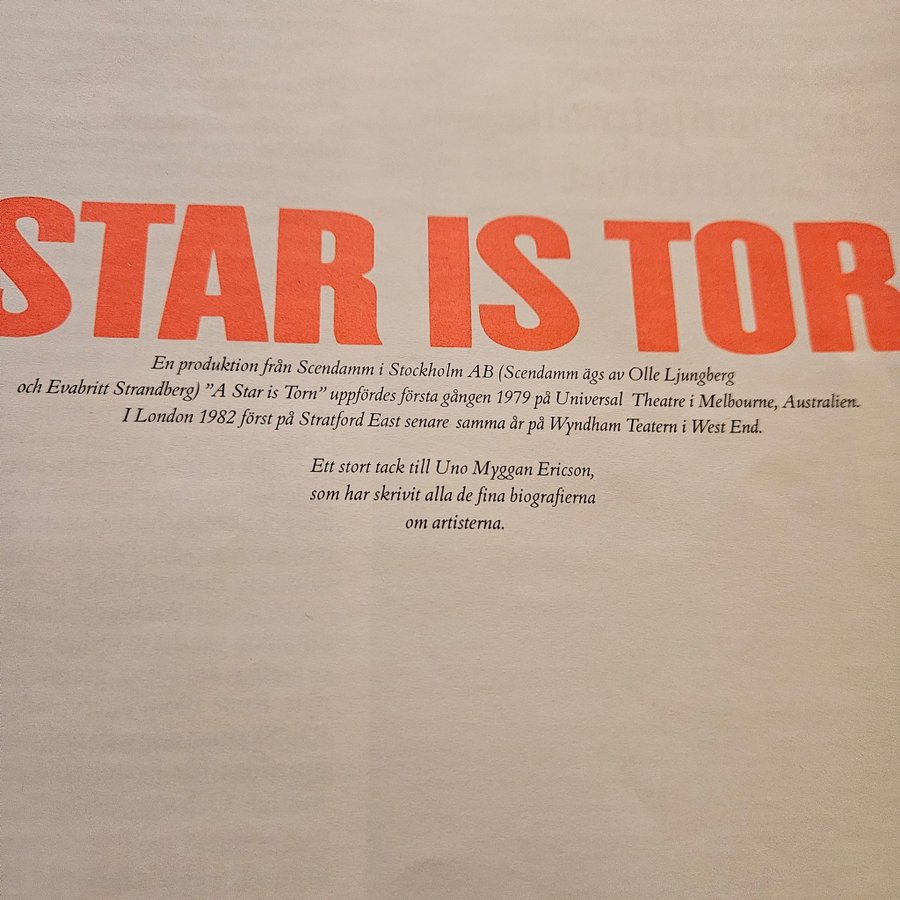 STAR IS TOR
En produktion från Scendamm i Stockholm AB (Scendamm ägs av Olle Ljungberg
och Evabritt Strandberg) ”A Star is Torn” uppfördes första gången 1979 på Universal Theatre i Melbourne, Australien.
I London 1982 först på Stratford East senare samma år på Wyndham Teatern i West End.
Ett stort tack till Uno Myggan Ericson,
som har skrivit alla de fina biografierna
om artisterna.